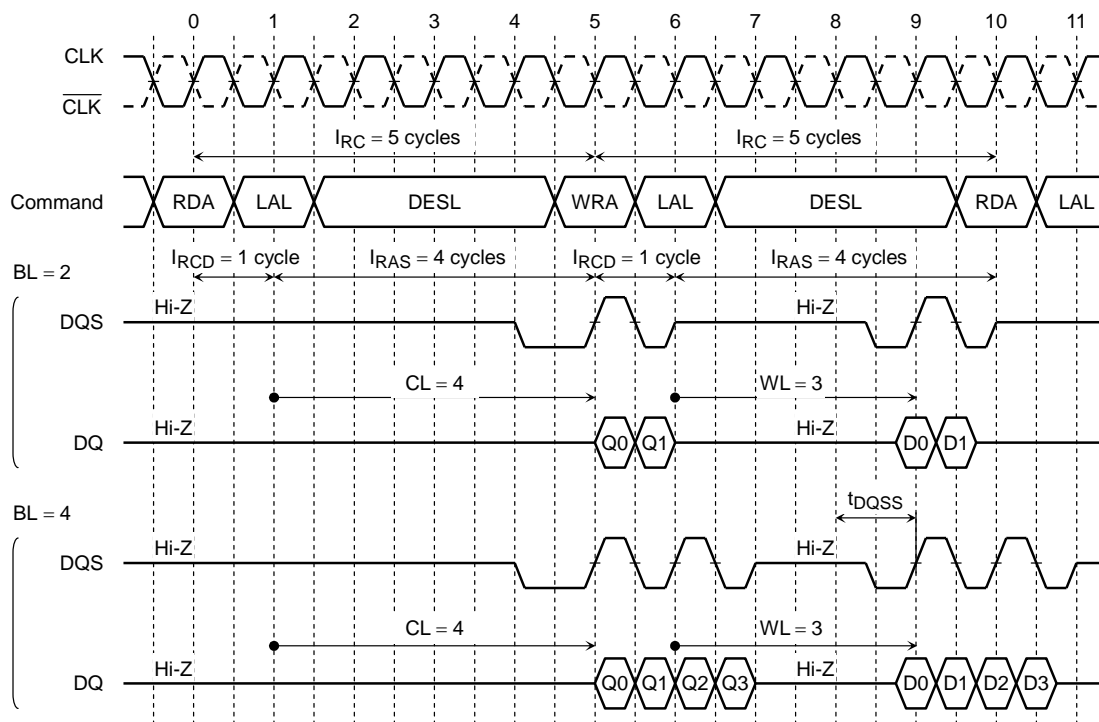 0 1 2 3 4 5 6 7 8 9 10 11
CLK
CLK
IRC = 5 cycles IRC = 5 cycles
Command RDA LAL DESL WRA LAL DESL RDA LAL
IRCD = 1 cycle IRAS = 4 cycles IRCD = 1 cycle IRAS = 4 cycles
BL = 2
Hi-Z Hi-Z
DQS
CL = 4 WL = 3
Hi-Z Hi-Z
DQ Q0 Q1 D0 D1
tDQSS
BL = 4
Hi-Z Hi-Z
DQS
CL = 4 WL = 3
Hi-Z Hi-Z
DQ Q0 Q1 Q2 Q3 D0 D1 D2 D3